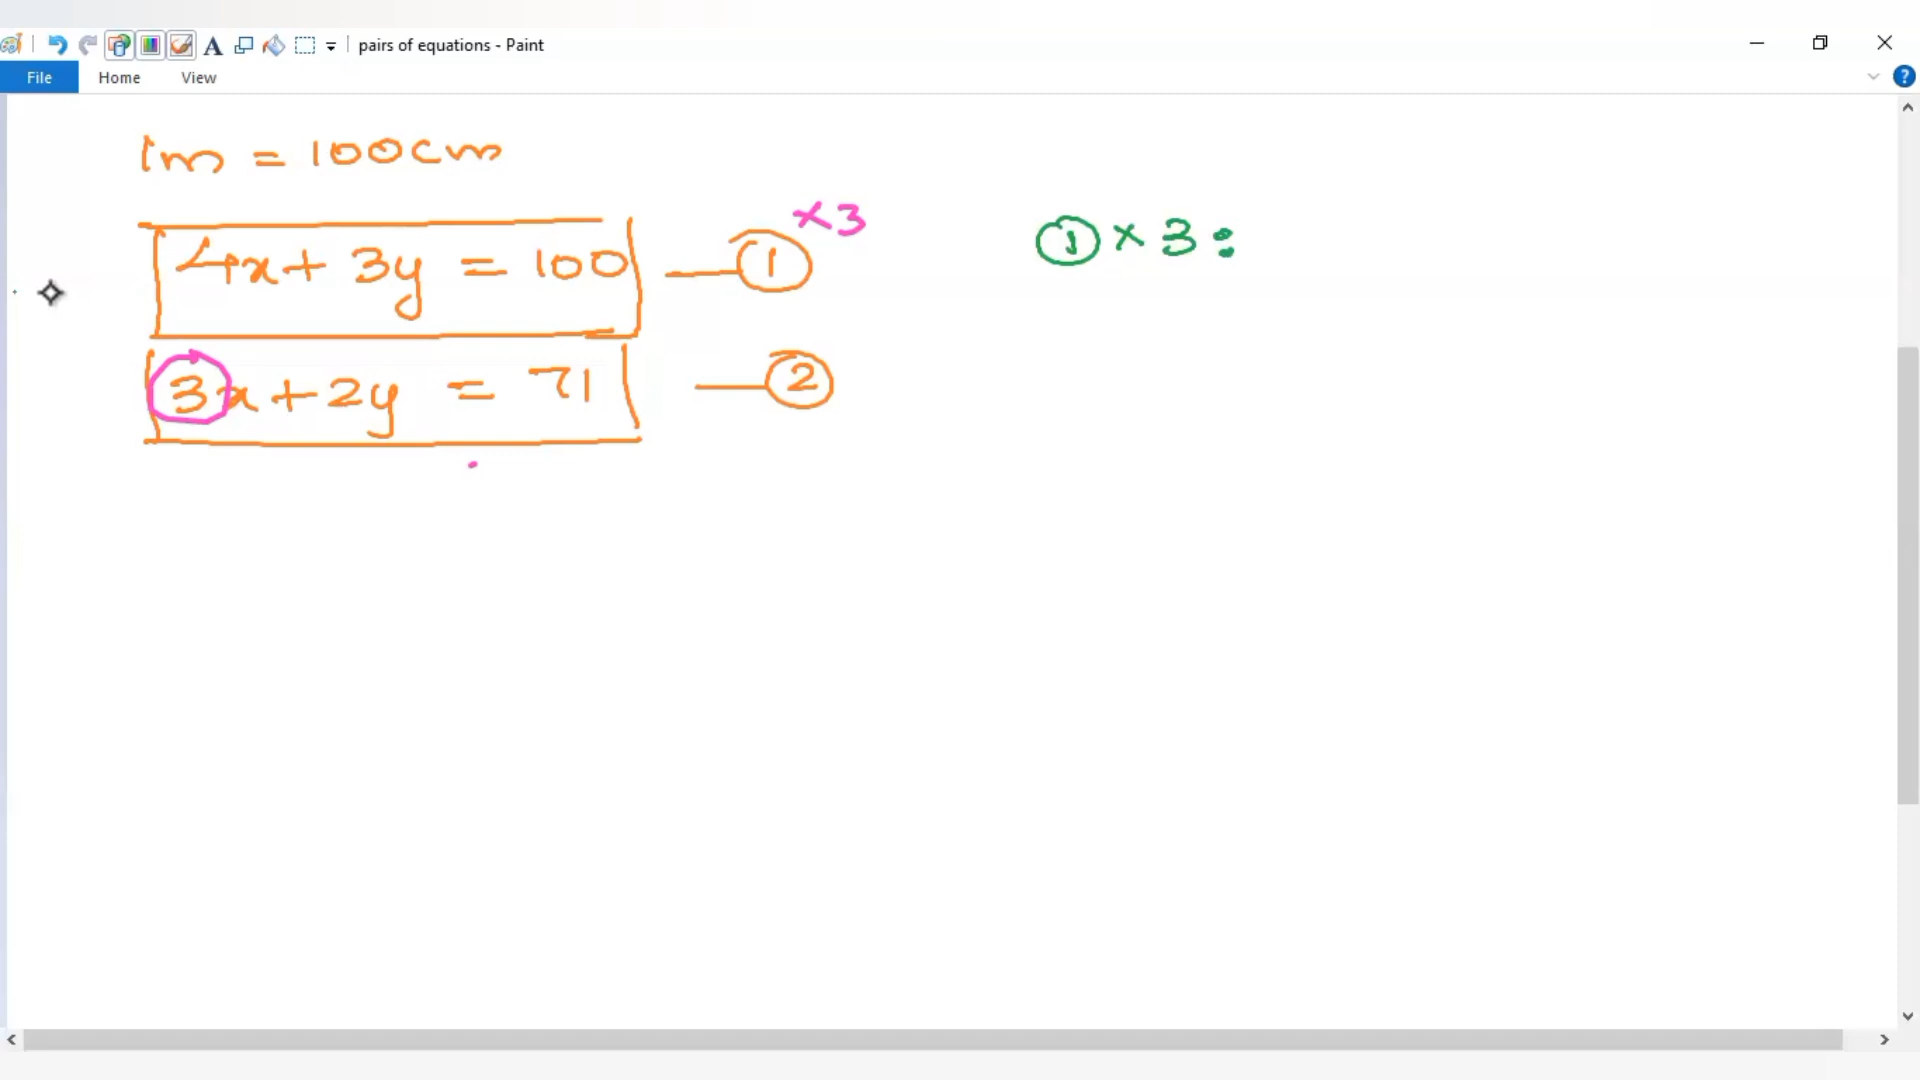 pairs of equations - Paint
File Home View
1m = 100cm
4x + 3y = 100 —① ×3
① × 3 :
3x + 2y = 71 —②